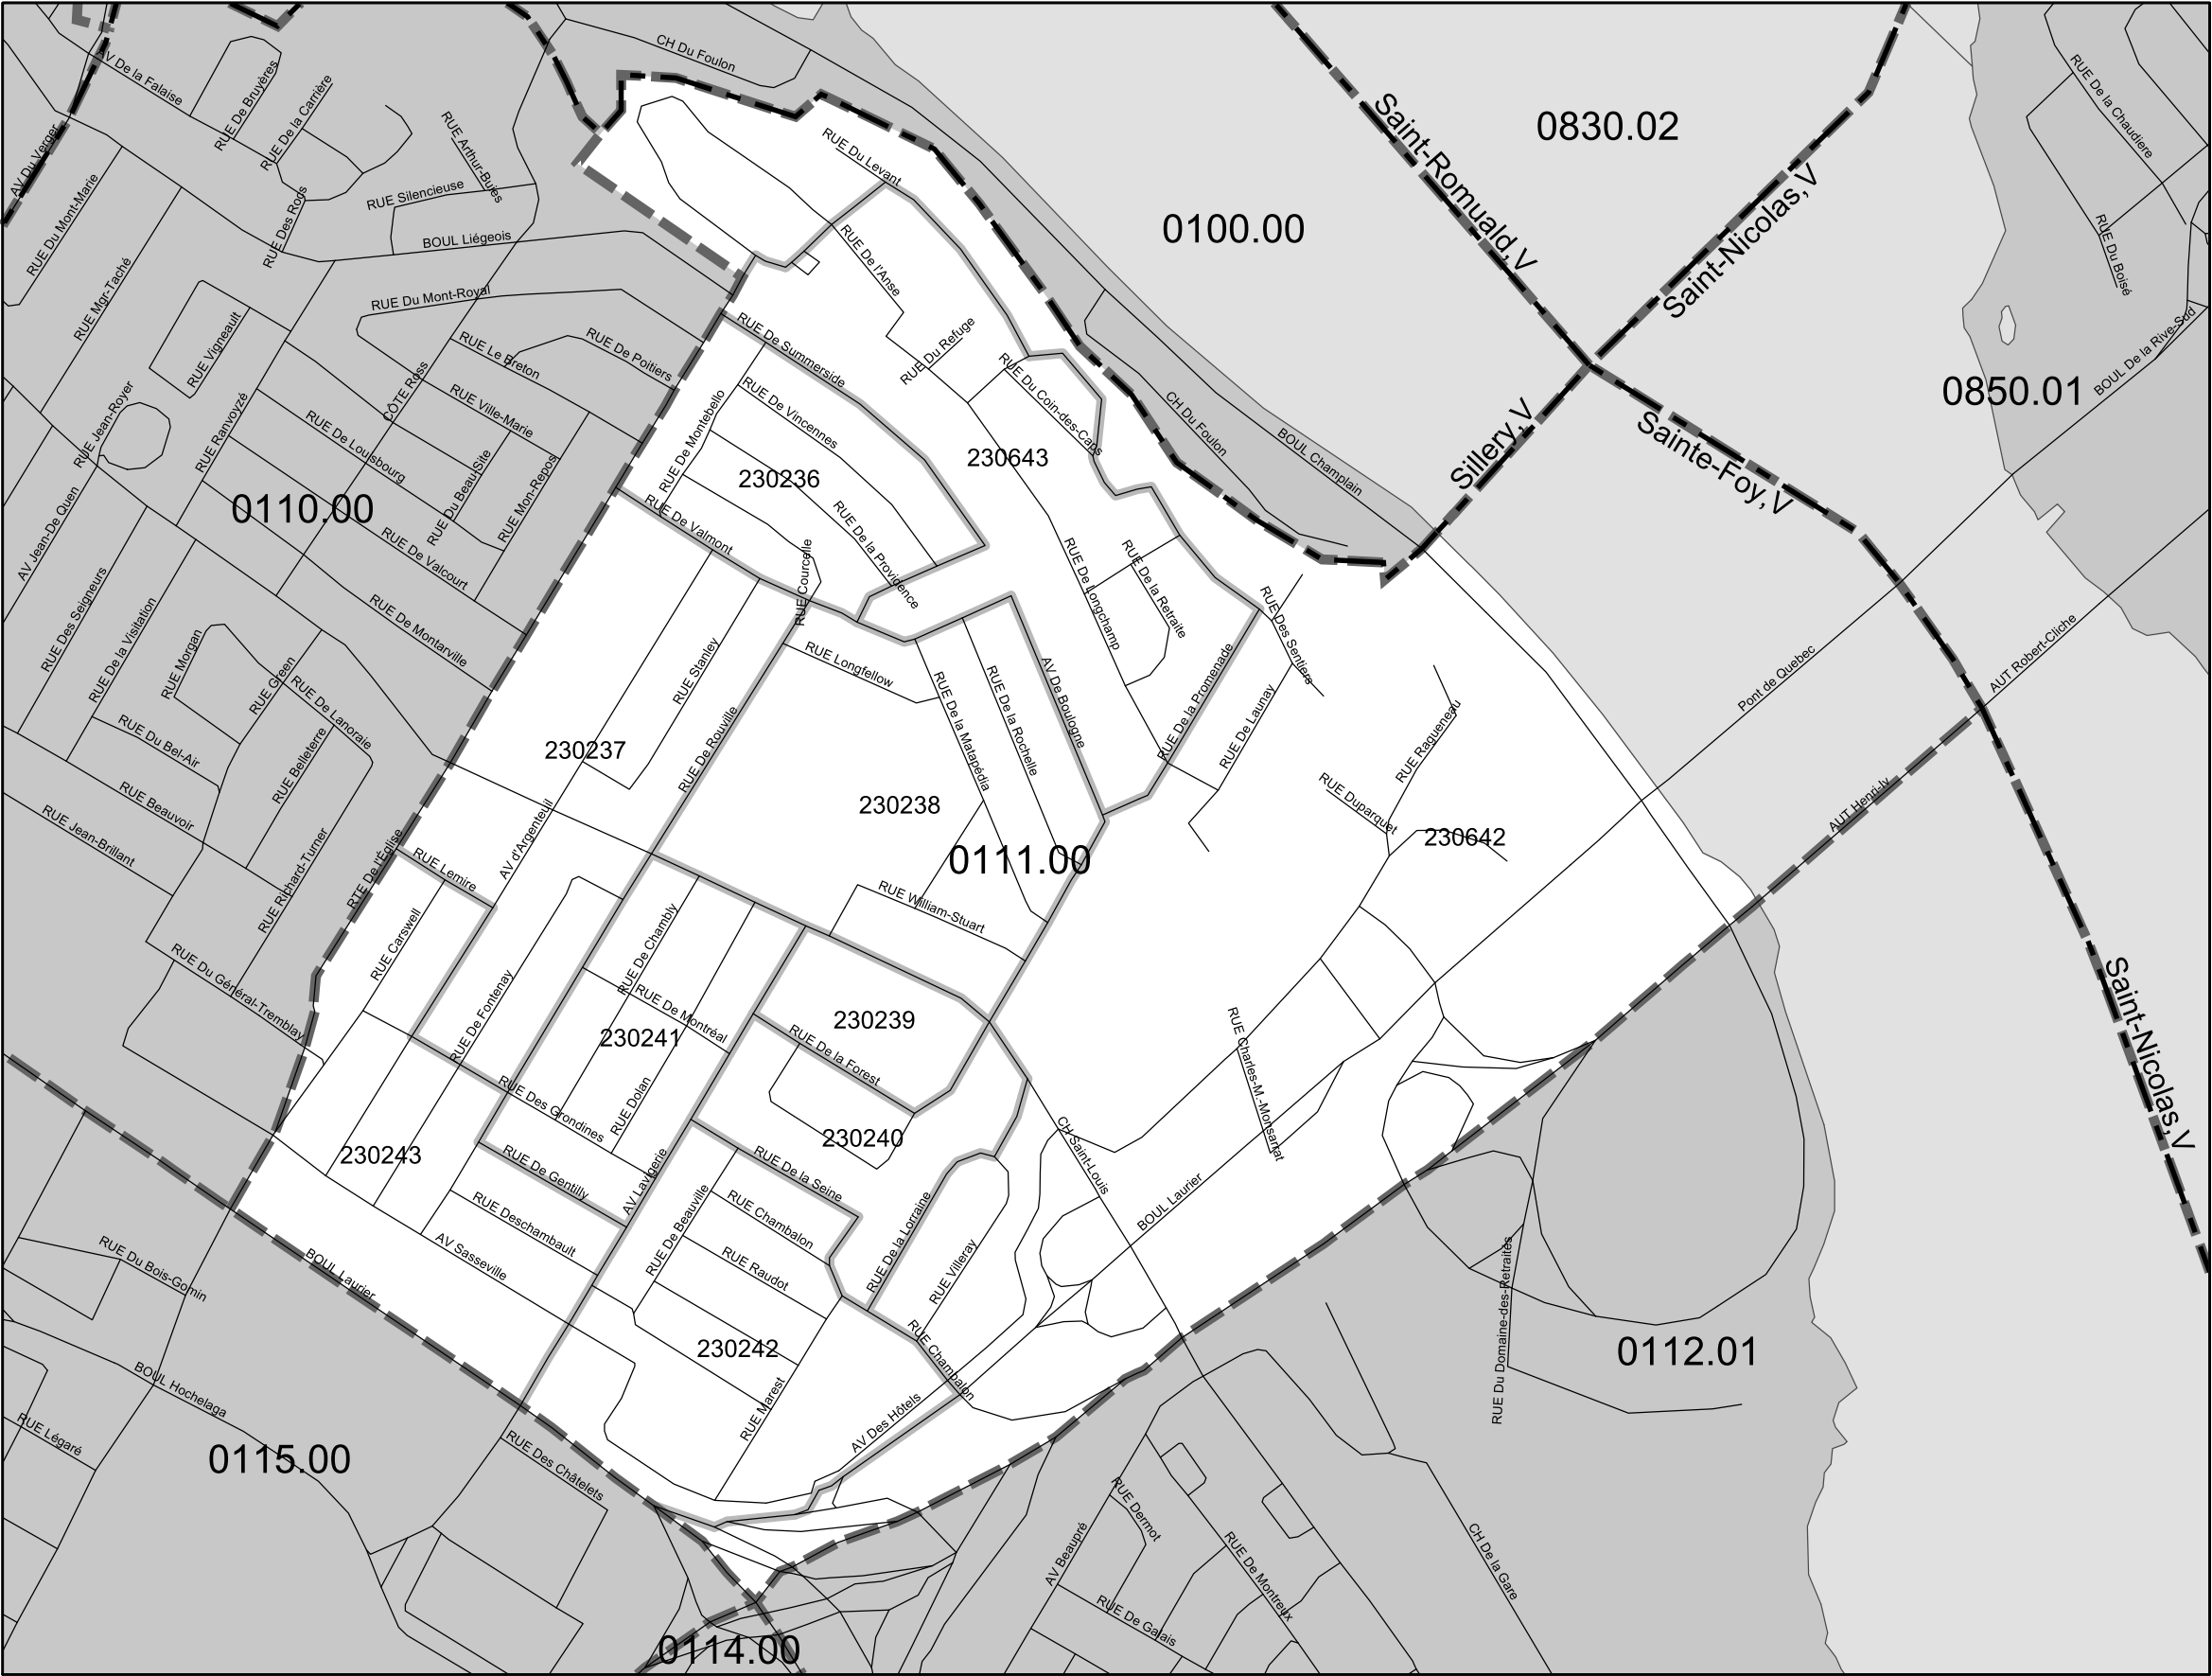 AV De la Falaise
RUE De Bruyères
RUE De la Carrière
RUE Arthur-Buies
CH Du Foulon
RUE Du Levant
Saint-Romuald,V
0830.02
RUE De la Chaudiere
AV Du Verger
RUE Du Mont-Marie
RUE Des Rois
RUE Silencieuse
BOUL Liégeois
0100.00
Saint-Nicolas,V
RUE Du Boisé
RUE Mgr-Taché
RUE Du Mont-Royal
RUE De l'Anse
RUE Vigneault
RUE Le Breton
RUE De Poitiers
RUE De Summerside
RUE Du Refuge
BOUL De la Rive-Sud
0850.01
RUE Jean-Royer
RUE Ranvoyzé
CÔTE Ross
RUE Ville-Marie
RUE De Montebello
RUE De Vincennes
RUE Du Coin-des-Caps
CH Du Foulon
BOUL Champlain
Sillery,V
Sainte-Foy,V
RUE De Louisbourg
RUE Du Beau-Site
RUE Mon-Repos
230236
230643
0110.00
AV Jean-De Quen
RUE De Valcourt
RUE De Valmont
RUE De la Providence
RUE Courcelle
RUE De Longchamp
RUE De la Retraite
RUE Des Seigneurs
RUE De la Visitation
RUE De Montarville
RUE Des Sentiers
RUE Morgan
RUE Green
RUE De Lanoraie
RUE Stanley
RUE Longfellow
RUE De la Matapédia
RUE De la Rochelle
AV De Boulogne
RUE De la Promenade
RUE De Launay
RUE Ragueneau
Pont de Quebec
AUT Robert-Cliche
RUE Du Bel-Air
RUE Belleterre
230237
RUE De Rouville
RUE Beauvoir
RUE Jean-Brillant
RUE Richard-Turner
RTE De l'Église
RUE Lemire
AV d'Argenteuil
230238
0111.00
RUE Duparquet
230642
AUT Henri-Iv
RUE Carswell
RUE De Chambly
RUE William-Stuart
RUE Du Général-Tremblay
RUE De Fontenay
RUE De Montréal
230241
230239
RUE De la Forest
RUE Charles-M.-Monsarrat
Saint-Nicolas,V
RUE Des Grondines
RUE Dolan
230240
230243
RUE De Gentilly
AV Lavigerie
RUE De la Seine
CH Saint-Louis
BOUL Laurier
RUE Deschambault
RUE De Beauville
RUE Chambalon
RUE De la Lorraine
RUE Du Bois-Gomin
BOUL Laurier
AV Sasseville
RUE Raudot
RUE Villeray
RUE Du Domaine-des-Retraités
230242
RUE Champalon
0112.01
BOUL Hochelaga
RUE Marest
AV Des Hôtels
RUE Légaré
0115.00
RUE Des Châtelets
RUE Dermot
AV Beaupré
RUE De Montreux
CH De la Gare
RUE De Galais
0114.00